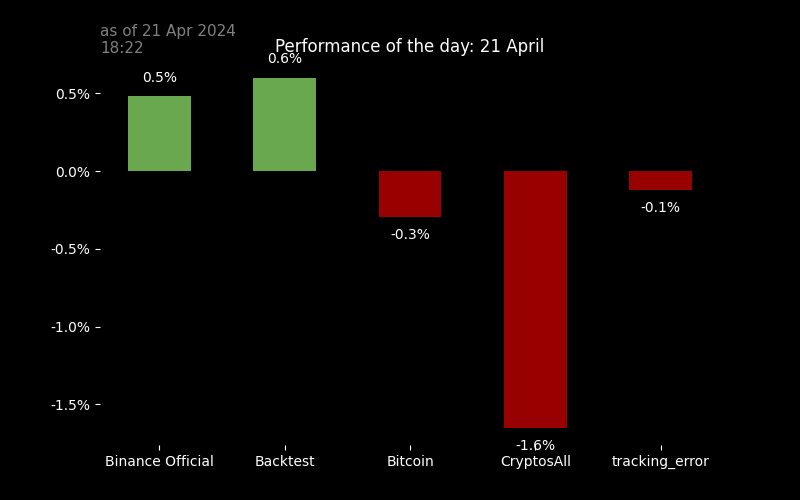 as of 21 Apr 2024
18:22
Performance of the day: 21 April
0.5%
0.6%
0.5%
0.0%
-0.3%
-0.1%
-0.5%
-1.0%
-1.5%
-1.6%
Binance Official
Backtest
Bitcoin
CryptosAll
tracking_error